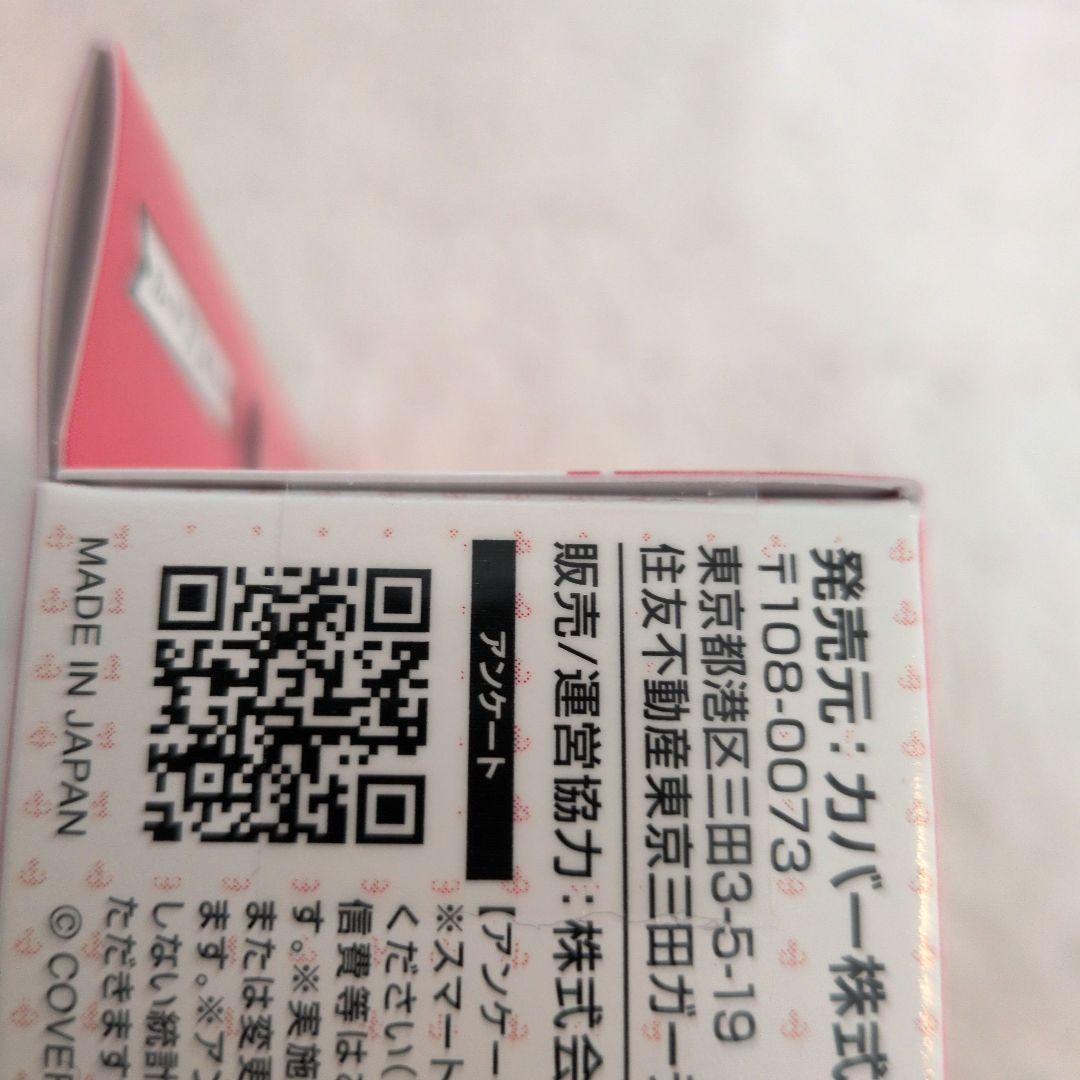 発売元：カバー株式
〒108-0073
東京都港区三田3-5-19
住友不動産東京三田ガー
販売/運営協力：株式会
アンケート
【アンケー
※スマート
ください(
信費等はお
す。※実施
または変更
ます。※アン
しない統計
ただきます
MADE IN JAPAN
© COVER